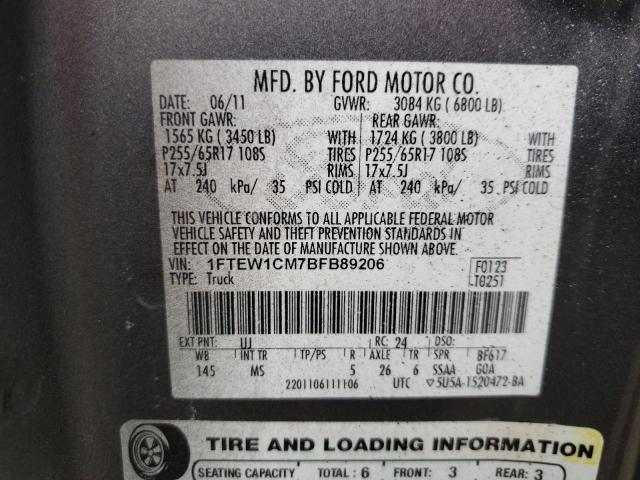 MFD. BY FORD MOTOR CO.
DATE: 06/11 GVWR: 3084 KG ( 6800 LB)
FRONT GAWR: REAR GAWR:
1565 KG ( 3450 LB) WITH 1724 KG ( 3800 LB) WITH
P255/65R17 108S TIRES P255/65R17 108S TIRES
17x7.5J RIMS 17x7.5J RIMS
AT 240 kPa/ 35 PSI COLD AT 240 kPa/ 35 PSI COLD
THIS VEHICLE CONFORMS TO ALL APPLICABLE FEDERAL MOTOR
VEHICLE SAFETY AND THEFT PREVENTION STANDARDS IN
EFFECT ON THE DATE OF MANUFACTURE SHOWN ABOVE.
VIN: 1FTEW1CM7BFB89206 F0123
TYPE: Truck T0251
EXT PNT: UJ RC: 24 DSO:
WB INT TR TP/PS R AXLE TR SPR BF617
145 MS 5 26 6 SSAA GOA
2201106111106 UTC ▽5U5A-1520472-BA
TIRE AND LOADING INFORMATION
SEATING CAPACITY TOTAL : 6 FRONT: 3 REAR: 3